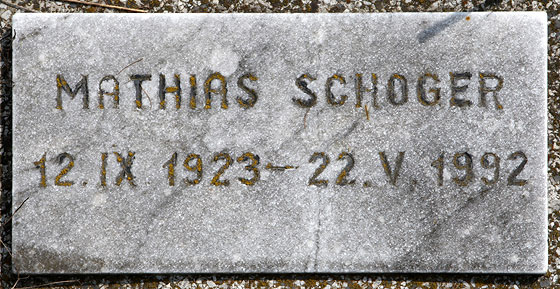 MATHIAS SCHOGER
12. IX. 1923 – 22. V. 1992